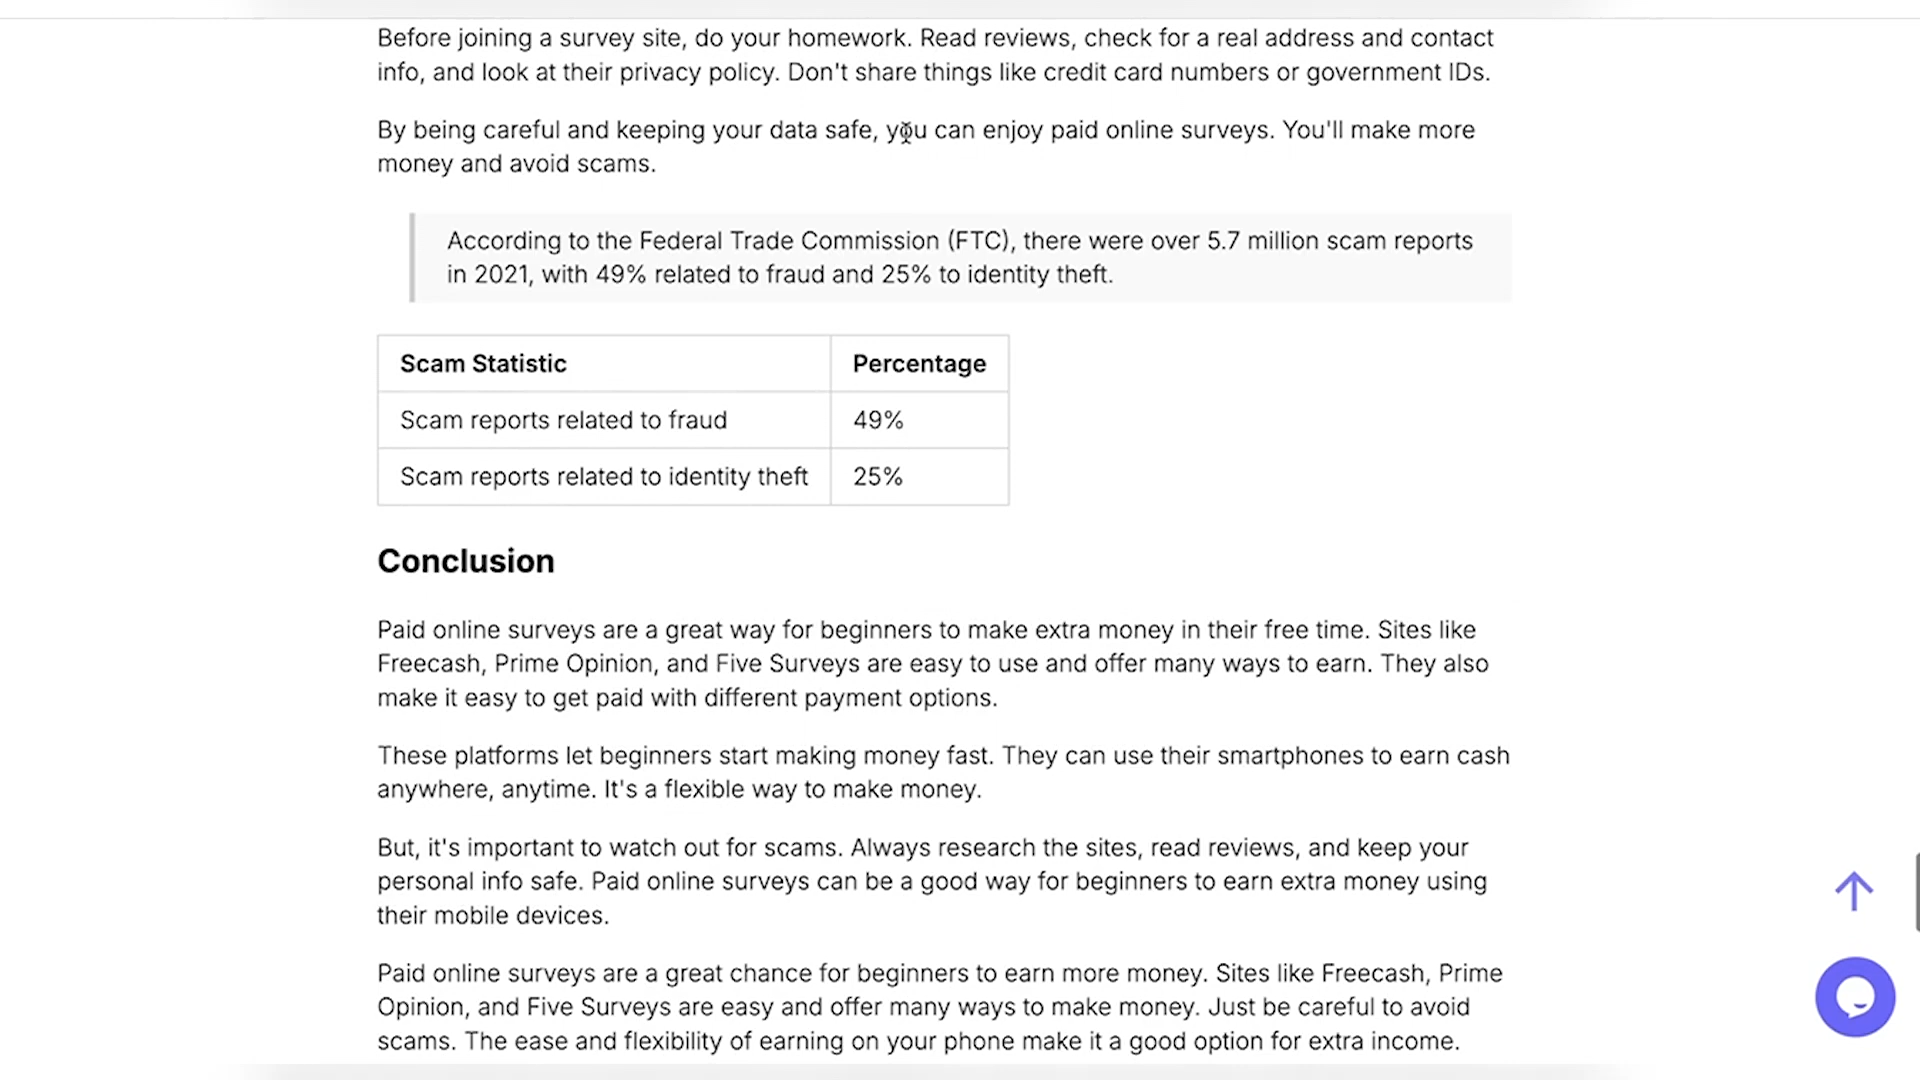 Before joining a survey site, do your homework. Read reviews, check for a real address and contact
info, and look at their privacy policy. Don't share things like credit card numbers or government IDs.
By being careful and keeping your data safe, you can enjoy paid online surveys. You'll make more
money and avoid scams.
According to the Federal Trade Commission (FTC), there were over 5.7 million scam reports
in 2021, with 49% related to fraud and 25% to identity theft.
Scam Statistic Percentage
Scam reports related to fraud 49%
Scam reports related to identity theft 25%
Conclusion
Paid online surveys are a great way for beginners to make extra money in their free time. Sites like
Freecash, Prime Opinion, and Five Surveys are easy to use and offer many ways to earn. They also
make it easy to get paid with different payment options.
These platforms let beginners start making money fast. They can use their smartphones to earn cash
anywhere, anytime. It's a flexible way to make money.
But, it's important to watch out for scams. Always research the sites, read reviews, and keep your
personal info safe. Paid online surveys can be a good way for beginners to earn extra money using
their mobile devices.
Paid online surveys are a great chance for beginners to earn more money. Sites like Freecash, Prime
Opinion, and Five Surveys are easy and offer many ways to make money. Just be careful to avoid
scams. The ease and flexibility of earning on your phone make it a good option for extra income.